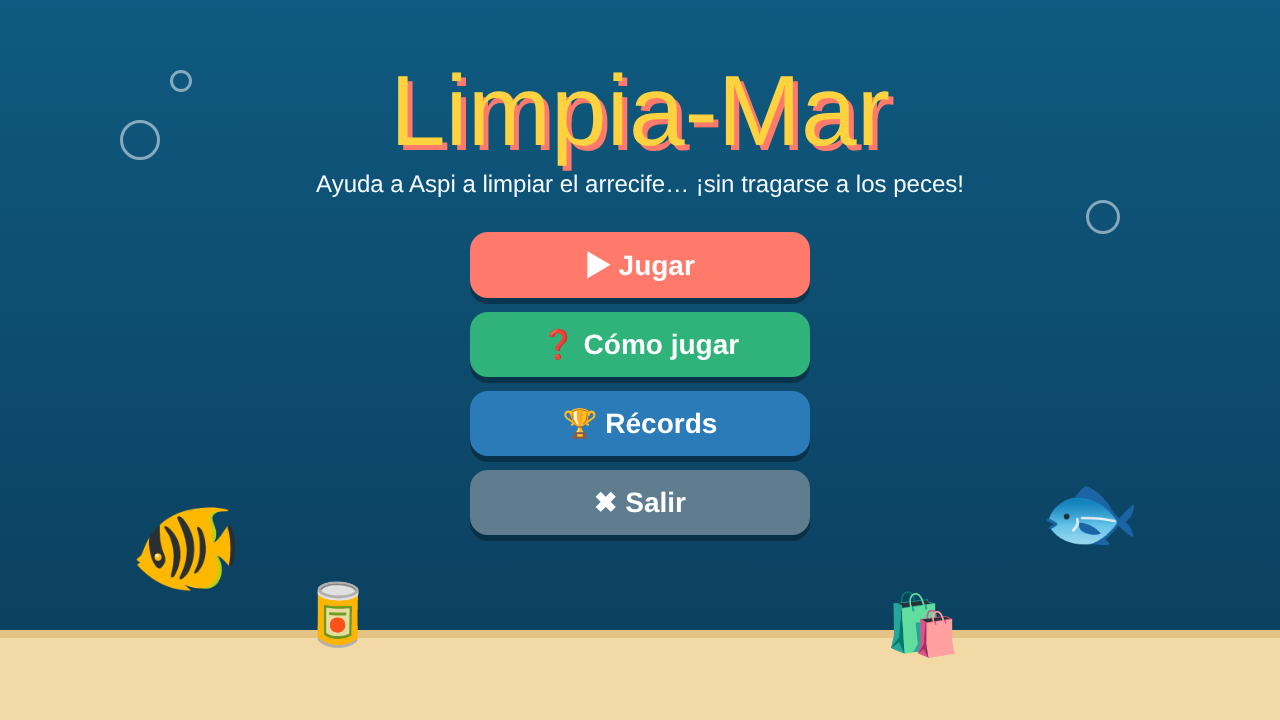 Limpia-Mar
Ayuda a Aspi a limpiar el arrecife… ¡sin tragarse a los peces!
▶ Jugar
❓ Cómo jugar
🏆 Récords
✖ Salir